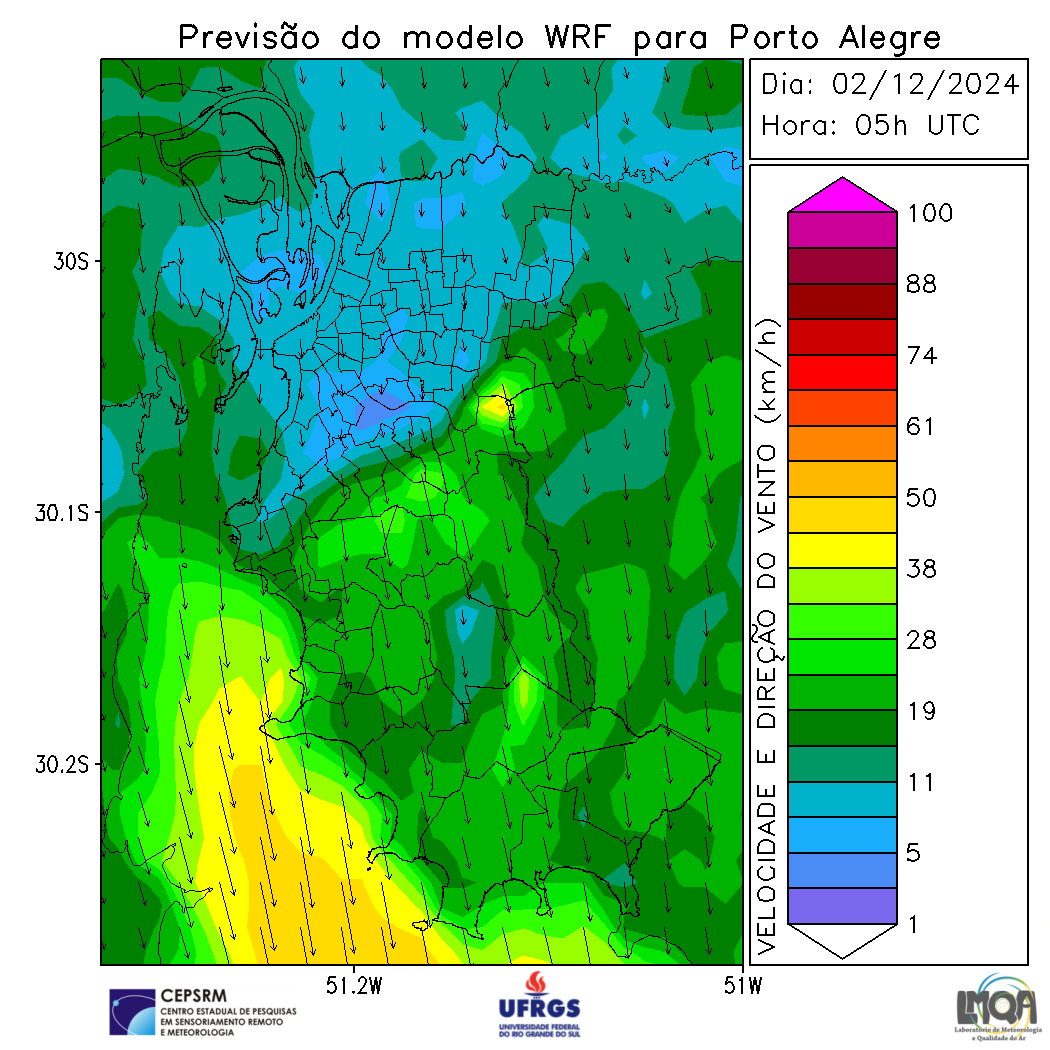 Previsão do modelo WRF para Porto Alegre
Dia: 02/12/2024
Hora: 05h UTC
30S
30.1S
30.2S
51.2W
51W
VELOCIDADE E DIREÇÃO DO VENTO (km/h)
100
88
74
61
50
38
28
19
11
5
1
CEPSRM
CENTRO ESTADUAL DE PESQUISAS
EM SENSORIAMENTO REMOTO
E METEOROLOGIA
UFRGS
UNIVERSIDADE FEDERAL
DO RIO GRANDE DO SUL
LMQA
Laboratório de Meteorologia
e Qualidade do Ar